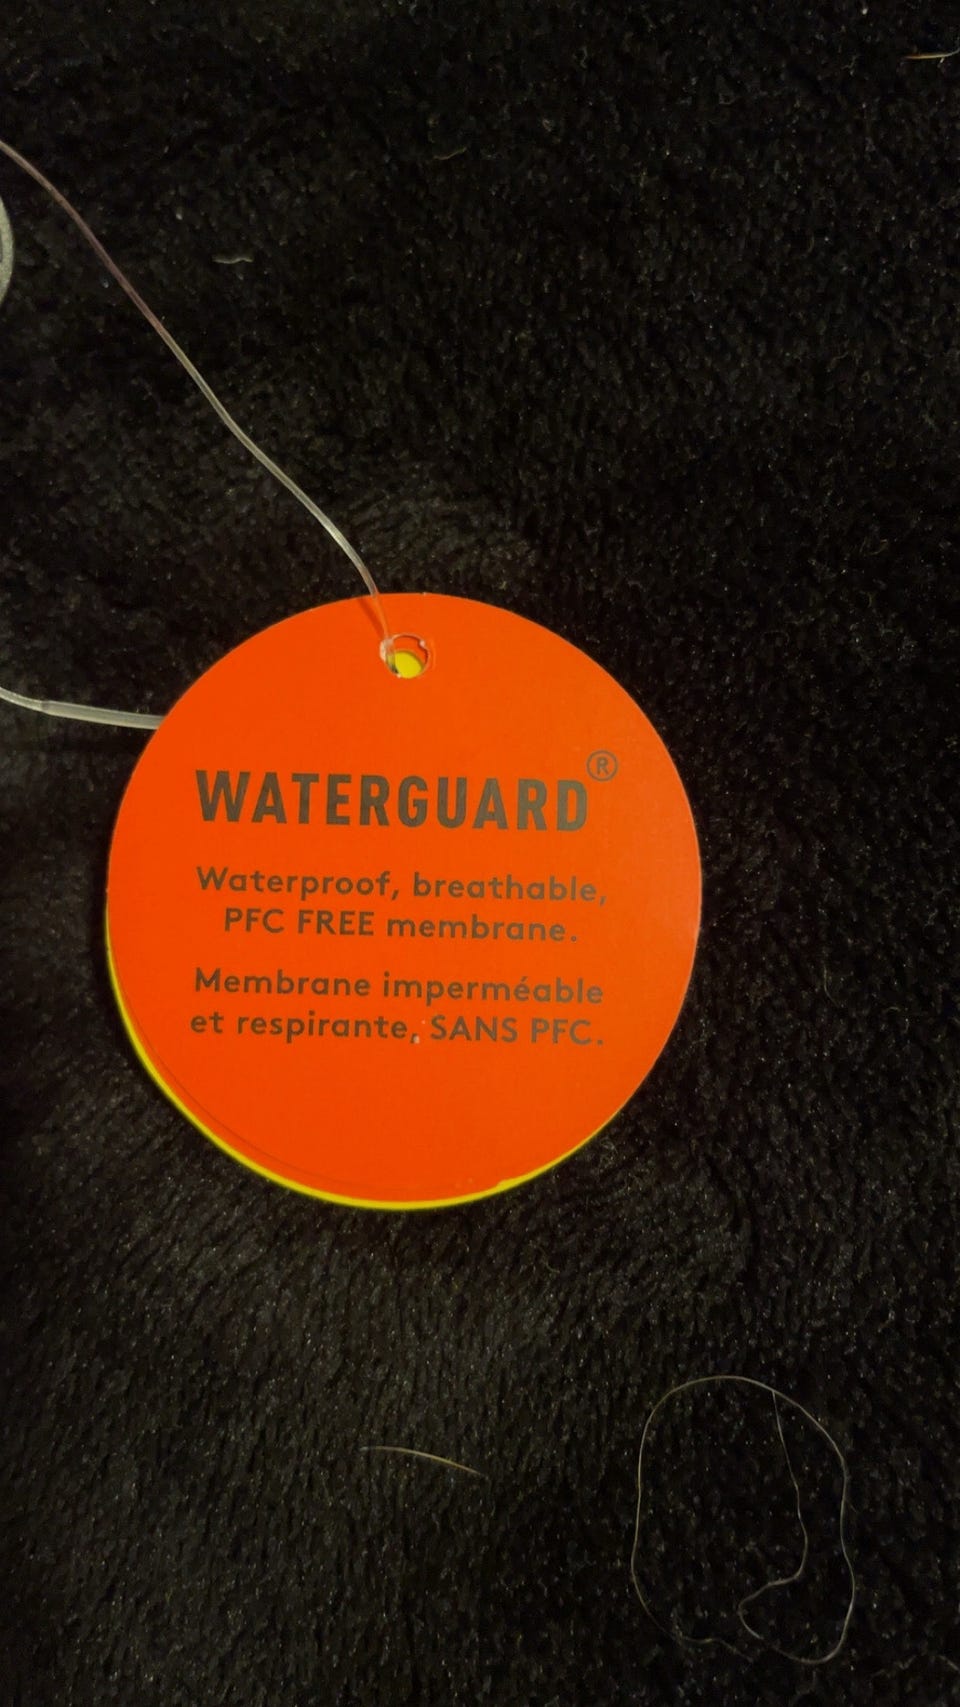 WATERGUARD®
Waterproof, breathable,
PFC FREE membrane.
Membrane imperméable
et respirante, SANS PFC.